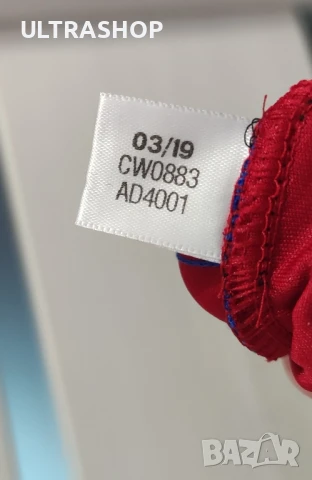 ULTRASHOP
03/19
CW0883
AD4001
BAZAR